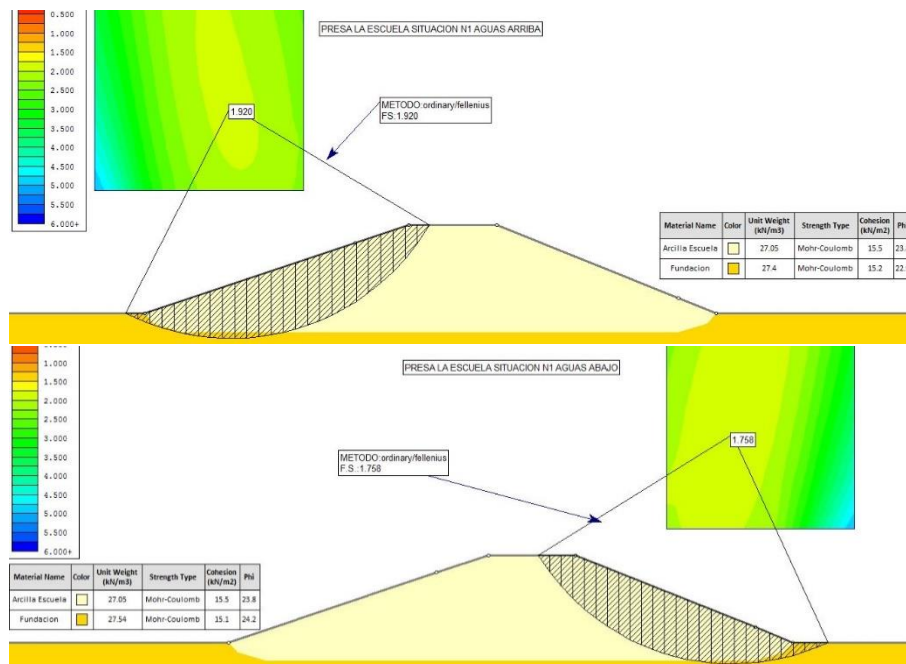 0.500
1.000
1.500
2.000
2.500
3.000
3.500
4.000
4.500
5.000
5.500
6.000+
PRESA LA ESCUELA SITUACION N1 AGUAS ARRIBA
1.920
METODO:ordinary/fellenius
FS:1.920
Material Name Color Unit Weight (kN/m3) Strength Type Cohesion (kN/m2)
Arcilla Escuela 27.05 Mohr-Coulomb 15.5
Fundacion 27.4 Mohr-Coulomb 15.2
1.000
1.500
2.000
2.500
3.000
3.500
4.000
4.500
5.000
5.500
6.000+
PRESA LA ESCUELA SITUACION N1 AGUAS ABAJO
1.758
METODO:ordinary/fellenius
F.S.:1.758
Material Name Color Unit Weight (kN/m3) Strength Type Cohesion (kN/m2) Phi
Arcilla Escuela 27.05 Mohr-Coulomb 15.5 23.8
Fundacion 27.54 Mohr-Coulomb 15.1 24.2